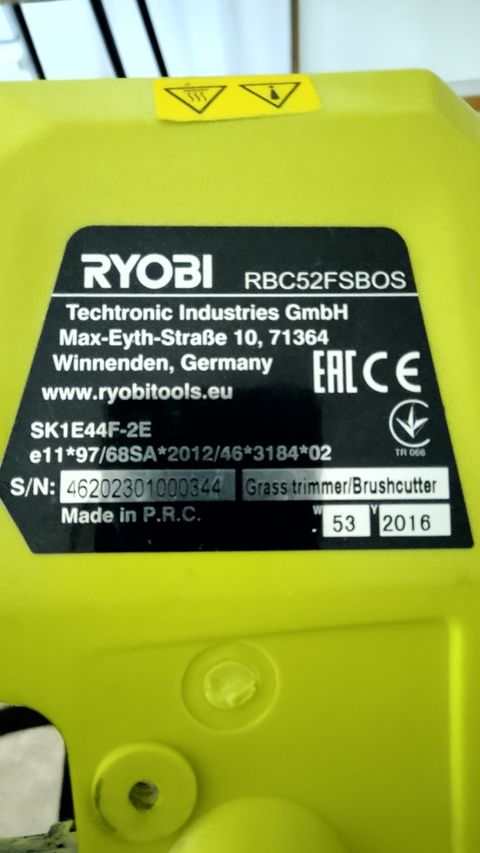 RYOBI RBC52FSBOS
Techtronic Industries GmbH
Max-Eyth-Straße 10, 71364
Winnenden, Germany
EAC CE
www.ryobitools.eu
SK1E44F-2E
e11*97/68SA*2012/46*3184*02
TR 066
S/N: 46202301000344 Grass trimmer/Brushcutter
Made in P.R.C. W 53 Y 2016